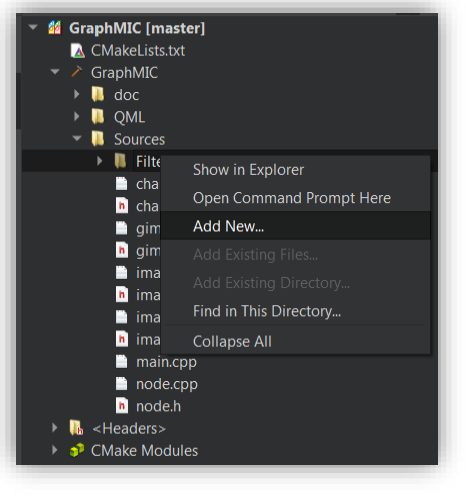 GraphMIC [master]
CMakeLists.txt
GraphMIC
doc
QML
Sources
Filte
Show in Explorer
cha
Open Command Prompt Here
cha
gim
Add New...
gim
Add Existing Files...
ima
Add Existing Directory...
ima
ima
Find in This Directory...
ima
Collapse All
main.cpp
node.cpp
node.h
<Headers>
CMake Modules